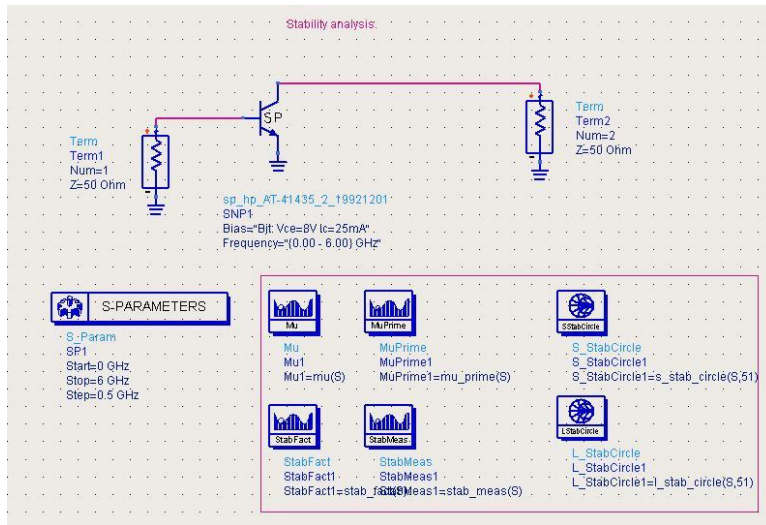 Stability analysis.
SP
Term
Term1
Num=1
Z=50 Ohm
Term
Term2
Num=2
Z=50 Ohm
sp_hp_AT-41435_2_19921201
SNP1
Bias="Bjt: Vce=8V Ic=25mA"
Frequency="{0.00 - 6.00} GHz"
S-PARAMETERS
S_Param
SP1
Start=0 GHz
Stop=6 GHz
Step=0.5 GHz
Mu
Mu
Mu1
Mu1=mu(S)
MuPrime
MuPrime
MuPrime1
MuPrime1=mu_prime(S)
SStabCircle
S_StabCircle
S_StabCircle1
S_StabCircle1=s_stab_circle(S,51)
StabFact
StabFact
StabFact1
StabFact1=stab_fact(S)
StabMeas
StabMeas
StabMeas1
StabMeas1=stab_meas(S)
LStabCircle
L_StabCircle
L_StabCircle1
L_StabCircle1=l_stab_circle(S,51)